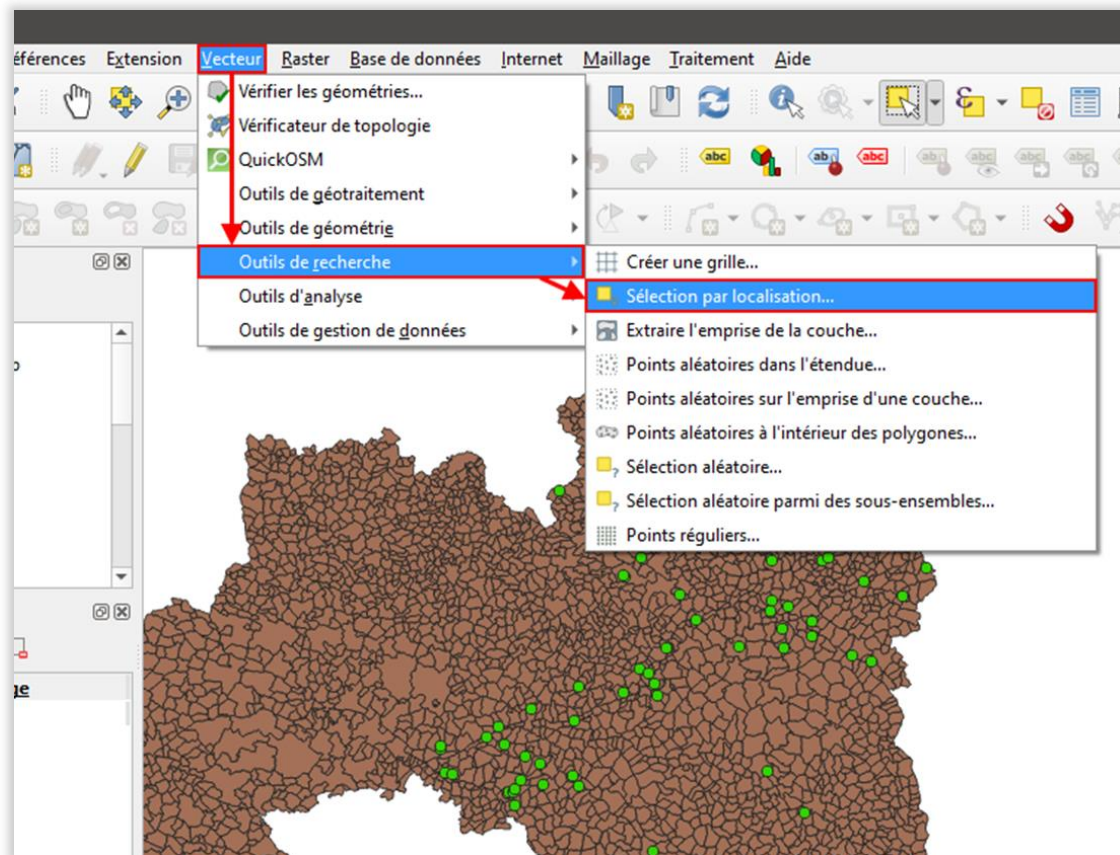 éférences Extension Vecteur Raster Base de données Internet Maillage Traitement Aide
Vérifier les géométries...
Vérificateur de topologie
QuickOSM
Outils de géotraitement
Outils de géométrie
Outils de recherche
Outils d'analyse
Outils de gestion de données
abc ab abc
Créer une grille...
Sélection par localisation...
Extraire l'emprise de la couche...
Points aléatoires dans l'étendue...
Points aléatoires sur l'emprise d'une couche...
Points aléatoires à l'intérieur des polygones...
Sélection aléatoire...
Sélection aléatoire parmi des sous-ensembles...
Points réguliers...
ge